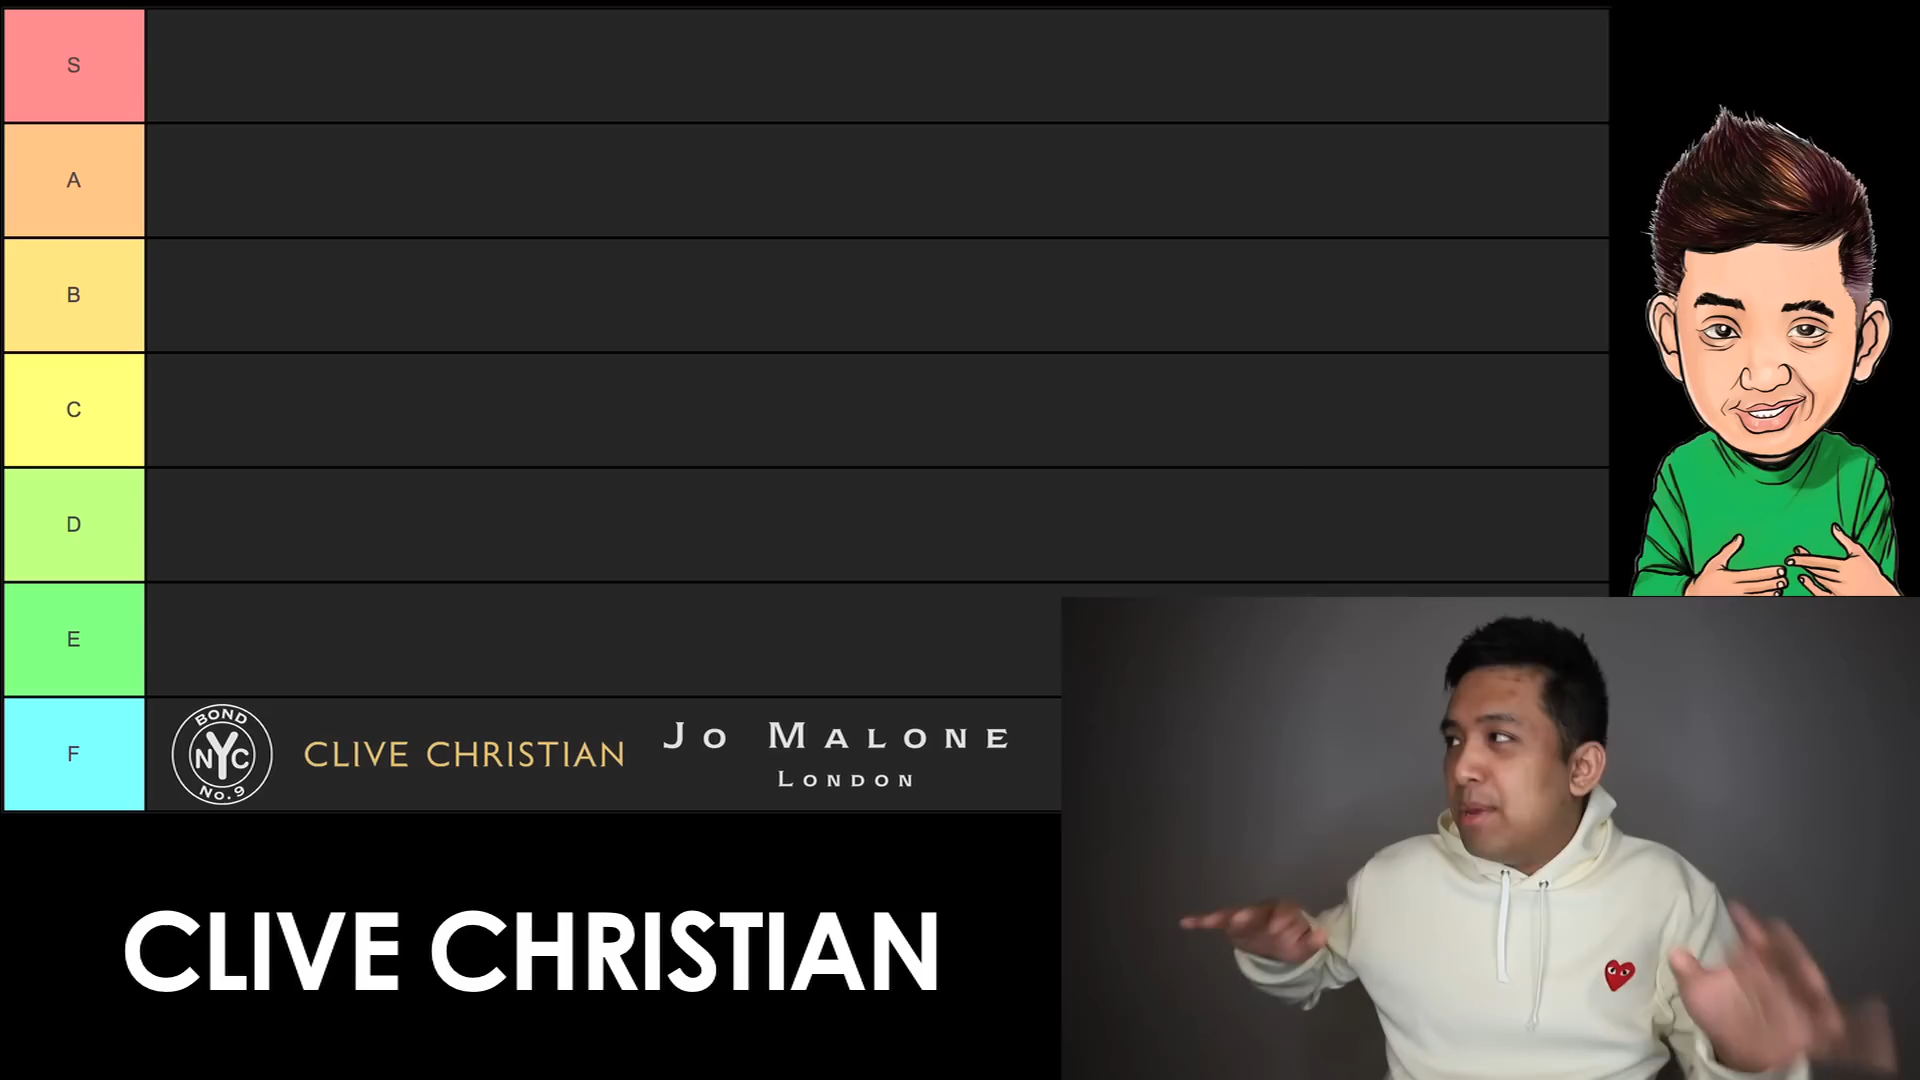 S
A
B
C
D
E
F
BOND
NYC
No.9
CLIVE CHRISTIAN
Jo MALONE
LONDON
CLIVE CHRISTIAN